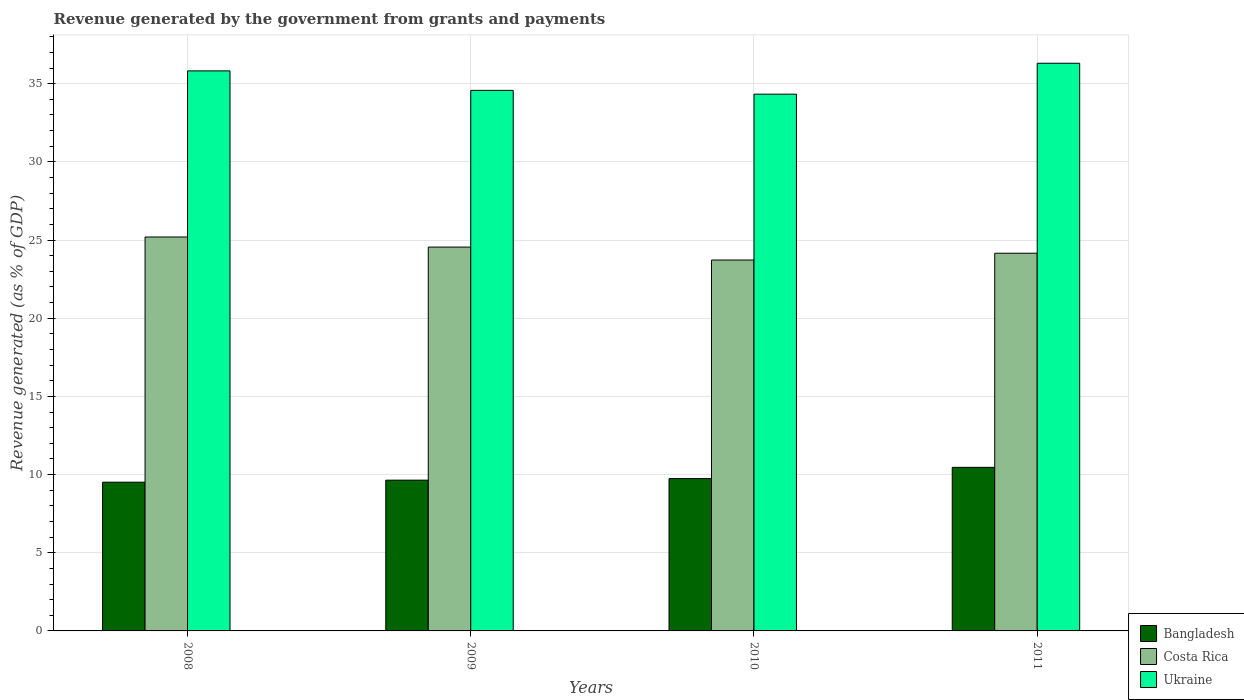 Revenue generated by the government from grants and payments
Revenue generated (as % of GDP)
35
30
25
20
15
10
5
0
2008
2009
2010
2011
Years
Bangladesh
Costa Rica
Ukraine